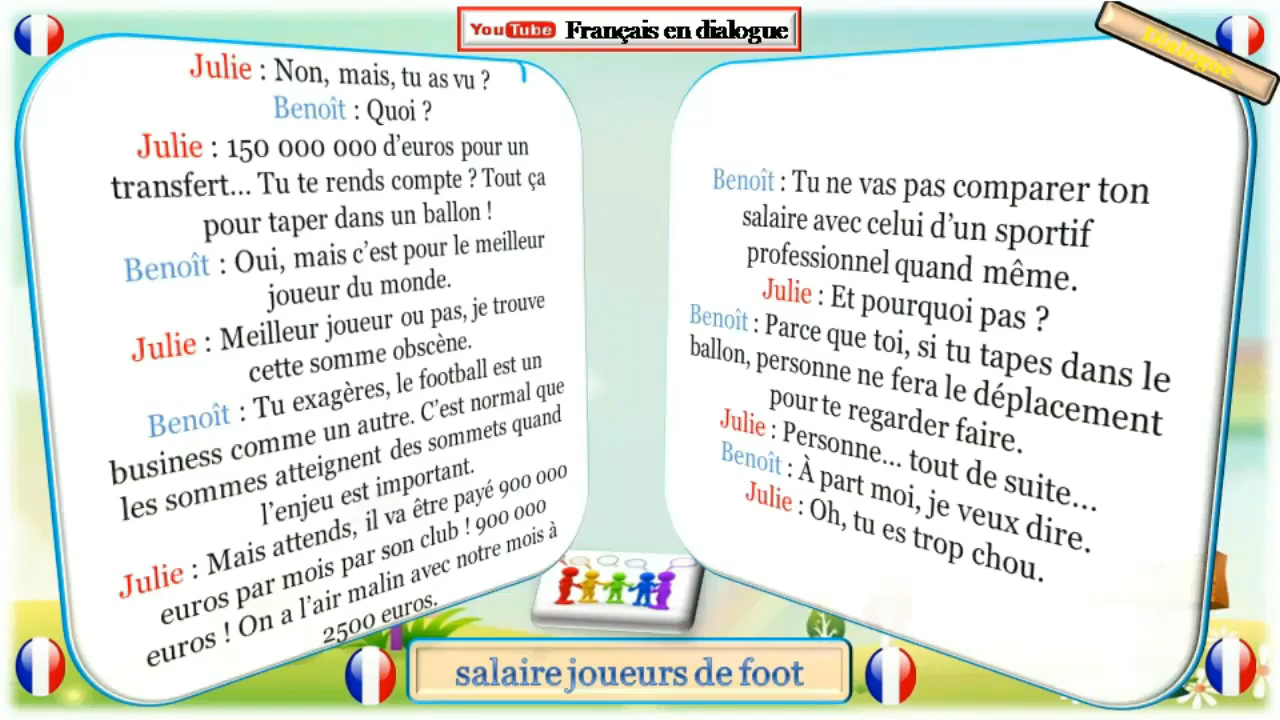 YouTube Français en dialogue
Dialogue
Julie : Non, mais, tu as vu ?
Benoît : Quoi ?
Julie : 150 000 000 d’euros pour un
transfert... Tu te rends compte ? Tout ça
pour taper dans un ballon !
Benoît : Oui, mais c’est pour le meilleur
joueur du monde.
Julie : Meilleur joueur ou pas, je trouve
cette somme obscène.
Benoît : Tu exagères, le football est un
business comme un autre. C’est normal que
les sommes atteignent des sommets quand
l’enjeu est important.
Julie : Mais attends, il va être payé 900 000
euros par mois par son club ! 900 000
euros ! On a l’air malin avec notre mois à
2500 euros.
Benoît : Tu ne vas pas comparer ton
salaire avec celui d’un sportif
professionnel quand même.
Julie : Et pourquoi pas ?
Benoît : Parce que toi, si tu tapes dans le
ballon, personne ne fera le déplacement
pour te regarder faire.
Julie : Personne... tout de suite...
Benoît : À part moi, je veux dire.
Julie : Oh, tu es trop chou.
salaire joueurs de foot